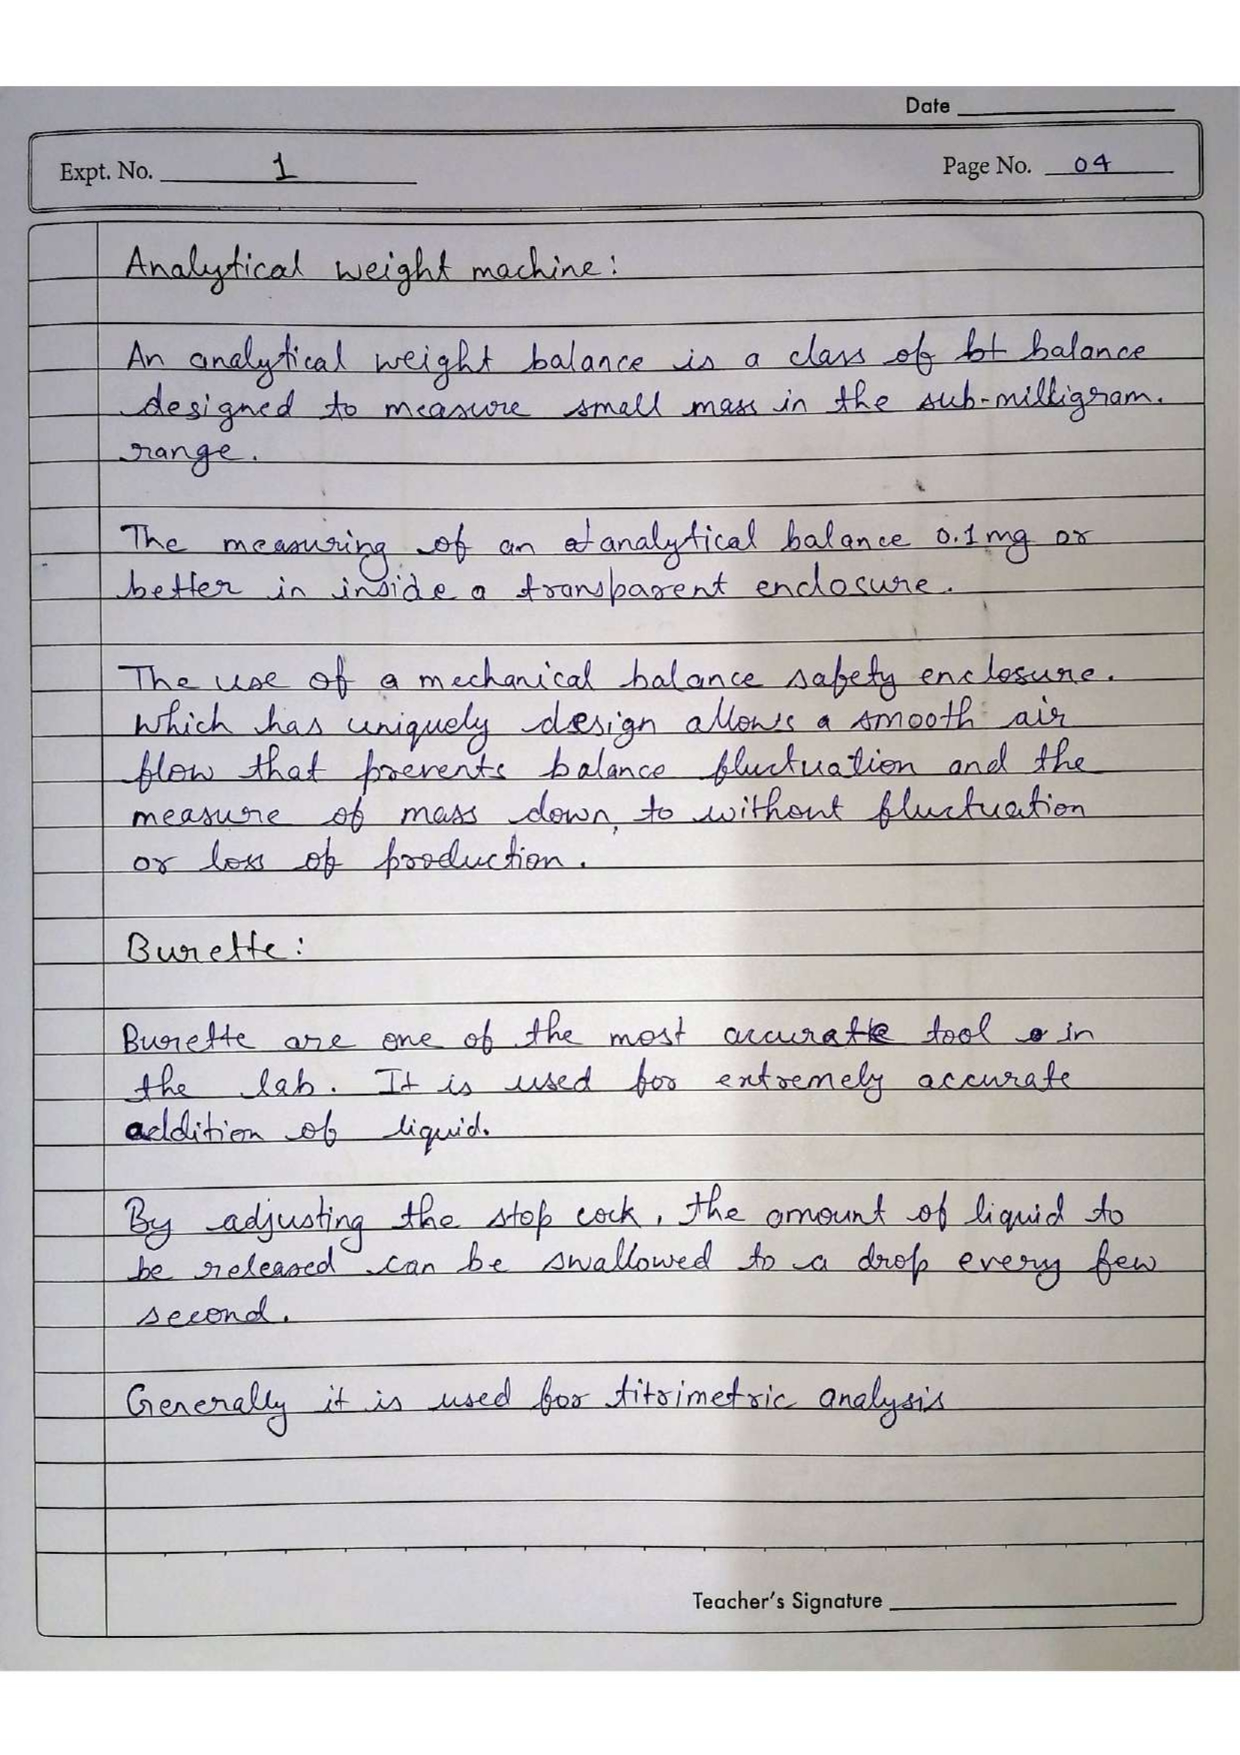 Date
Expt. No. 1
Page No. 04
Analytical weight machine:
An analytical weight balance is a class of bt balance
designed to measure small mass in the sub-milligram.
range.
The measuring of an at analytical balance 0.1 mg or
better in inside a transparent enclosure.
The use of a mechanical balance safety enclosure.
which has uniquely design allows a smooth air
flow that prevents balance fluctuation and the
measure of mass down, to without fluctuation
or loss of production.
Burette:
Burette are one of the most accurate tool in
the lab. It is used for extremely accurate
addition of liquid.
By adjusting the stop cock, the amount of liquid to
be released can be swallowed to a drop every few
second.
Generally it is used for titrimetric analysis
Teacher's Signature